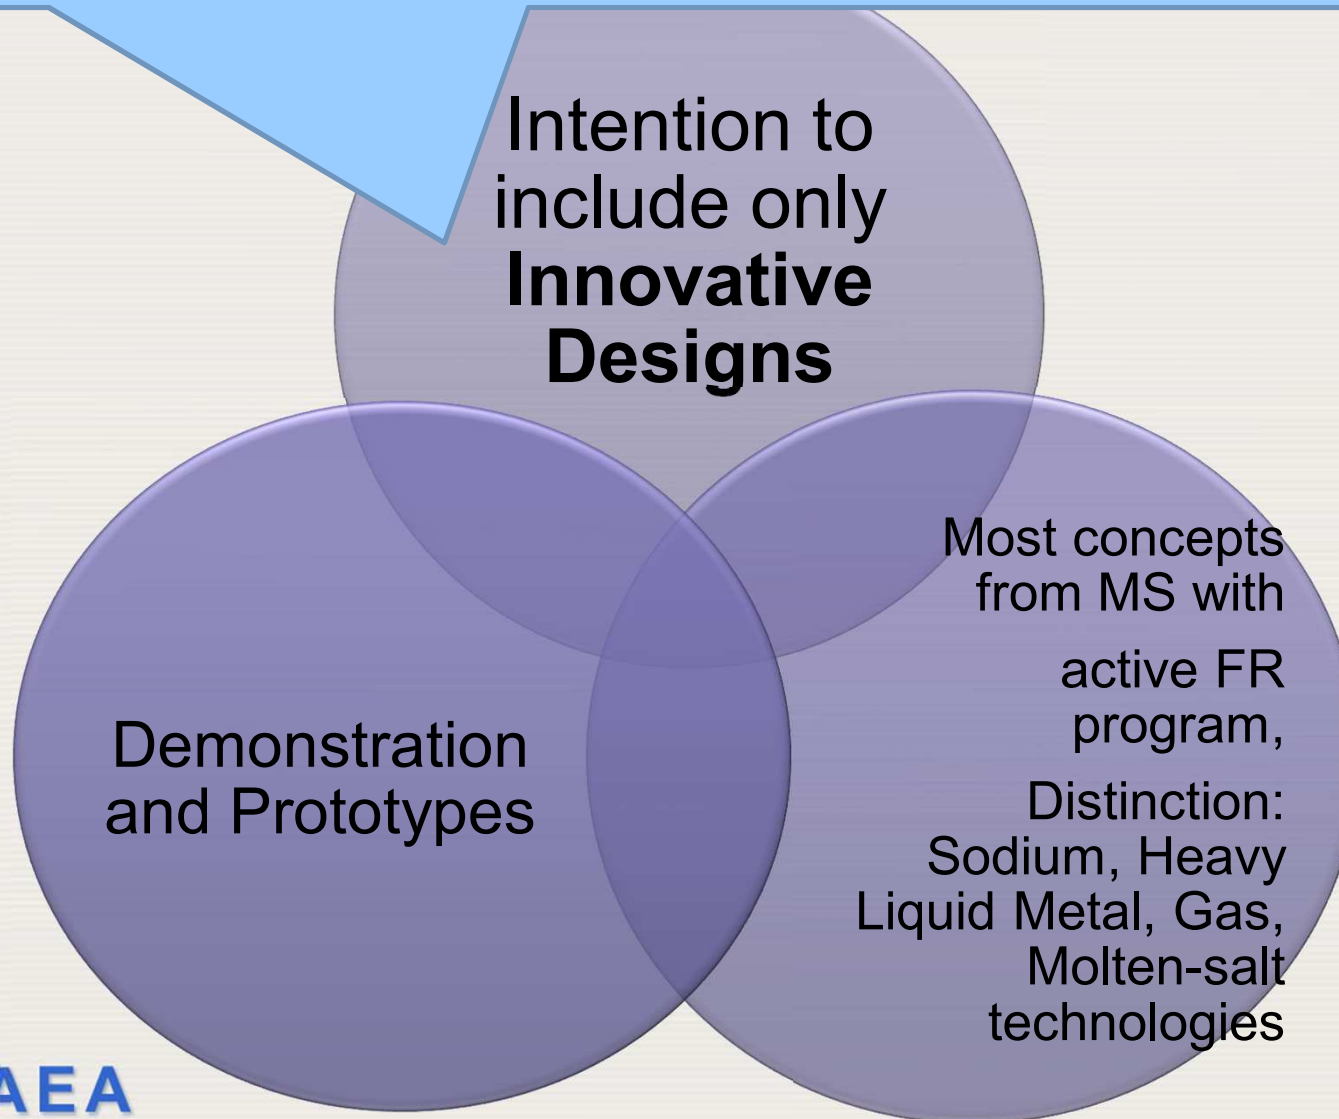 Intention to
include only
Innovative
Designs
Most concepts
from MS with
active FR
program,
Distinction:
Sodium, Heavy
Liquid Metal, Gas,
Molten-salt
technologies
Demonstration
and Prototypes
AEA